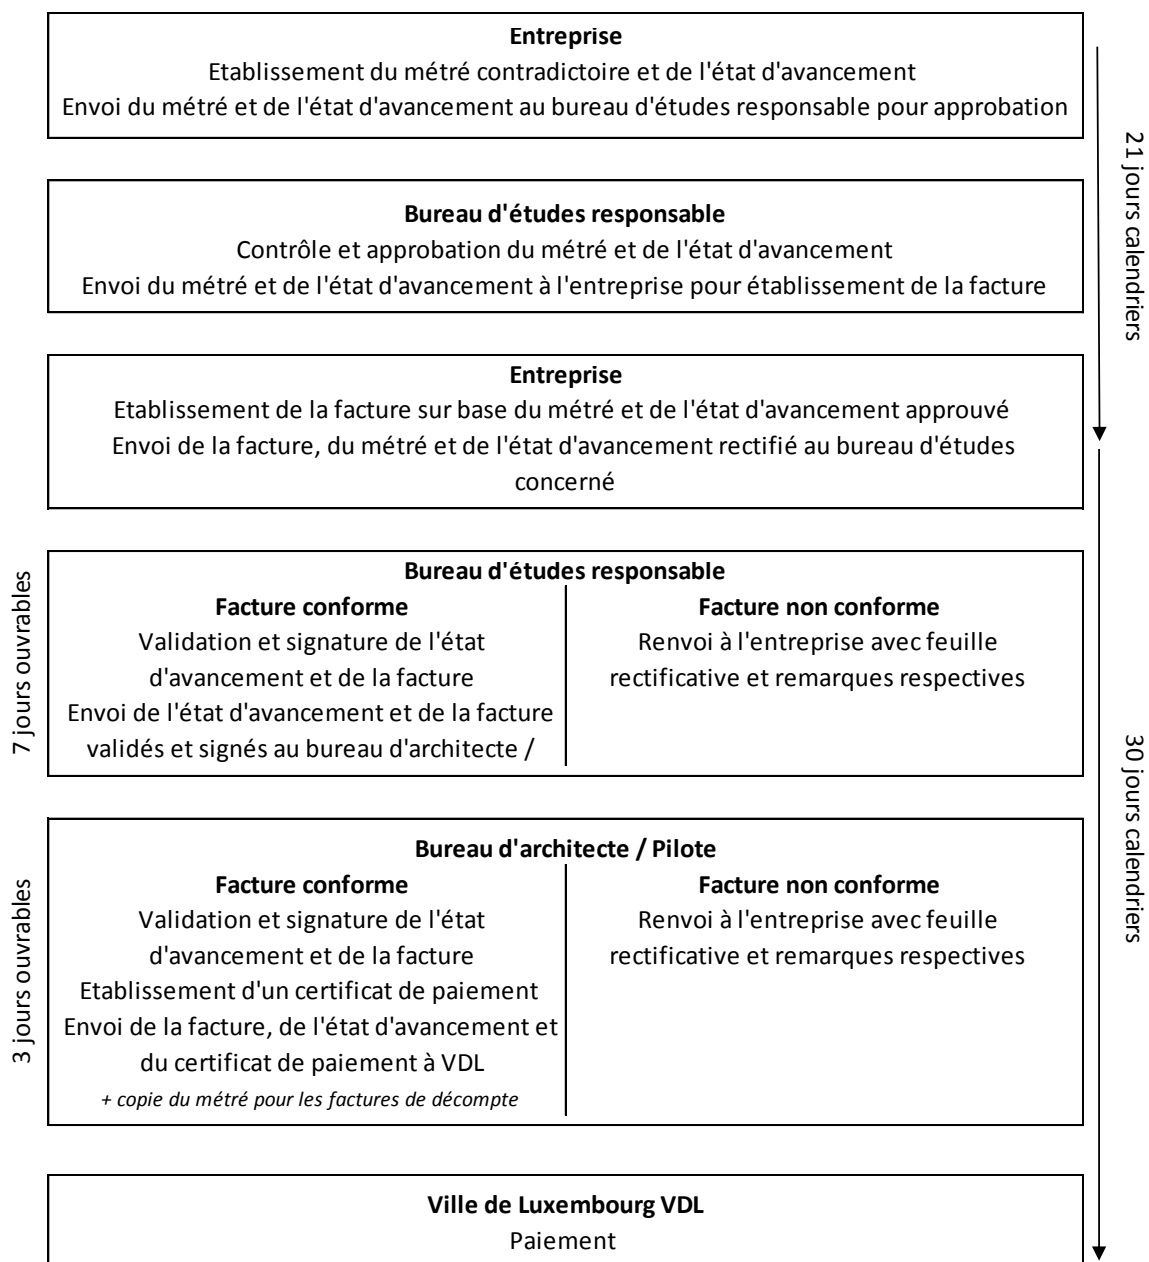 Entreprise
Etablissement du métré contradictoire et de l'état d'avancement
Envoi du métré et de l'état d'avancement au bureau d'études responsable pour approbation
Bureau d'études responsable
Contrôle et approbation du métré et de l'état d'avancement
Envoi du métré et de l'état d'avancement à l'entreprise pour établissement de la facture
Entreprise
Etablissement de la facture sur base du métré et de l'état d'avancement approuvé
Envoi de la facture, du métré et de l'état d'avancement rectifié au bureau d'études
concerné
21 jours calendriers
7 jours ouvrables
Bureau d'études responsable
Facture conforme
Validation et signature de l'état
d'avancement et de la facture
Envoi de l'état d'avancement et de la facture
validés et signés au bureau d'architecte /
Facture non conforme
Renvoi à l'entreprise avec feuille
rectificative et remarques respectives
3 jours ouvrables
Bureau d'architecte / Pilote
Facture conforme
Validation et signature de l'état
d'avancement et de la facture
Etablissement d'un certificat de paiement
Envoi de la facture, de l'état d'avancement et
du certificat de paiement à VDL
+ copie du métré pour les factures de décompte
Facture non conforme
Renvoi à l'entreprise avec feuille
rectificative et remarques respectives
30 jours calendriers
Ville de Luxembourg VDL
Paiement